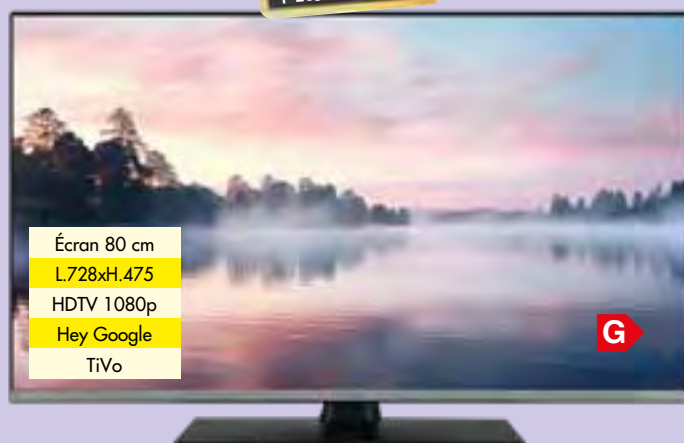 Écran 80 cm
L.728xH.475
HDTV 1080p
Hey Google
TiVo
G